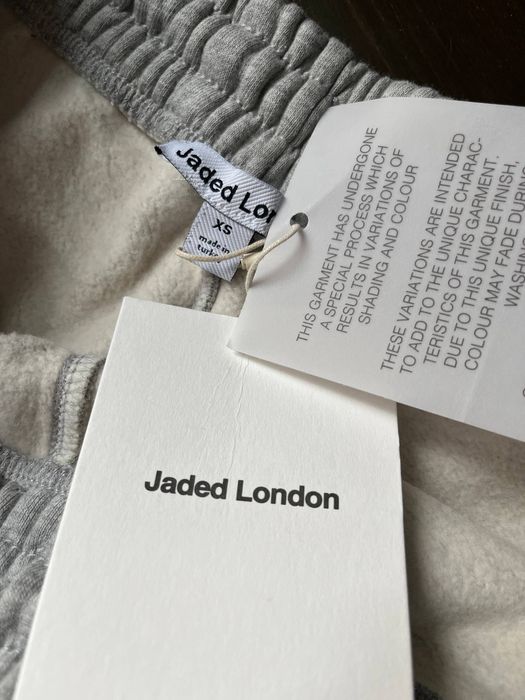 Jaded Lon
XS
made in
turkey
THIS GARMENT HAS UNDERGONE
A SPECIAL PROCESS WHICH
RESULTS IN VARIATIONS OF
SHADING AND COLOUR
THESE VARIATIONS ARE INTENDED
TO ADD TO THE UNIQUE CHARAC-
TERISTICS OF THIS GARMENT.
DUE TO THIS UNIQUE FINISH,
COLOUR MAY FADE DURING
WASHIN
Jaded London